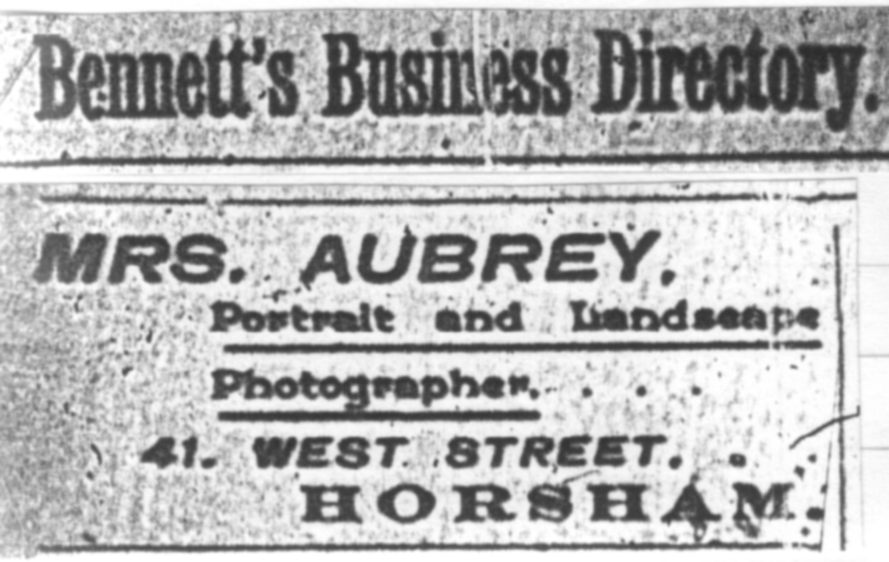 Bennett's Business Directory.
MRS. AUBREY,
Portrait and Landscape
Photographer. . . . .
41. WEST STREET. . .
HORSHAM.